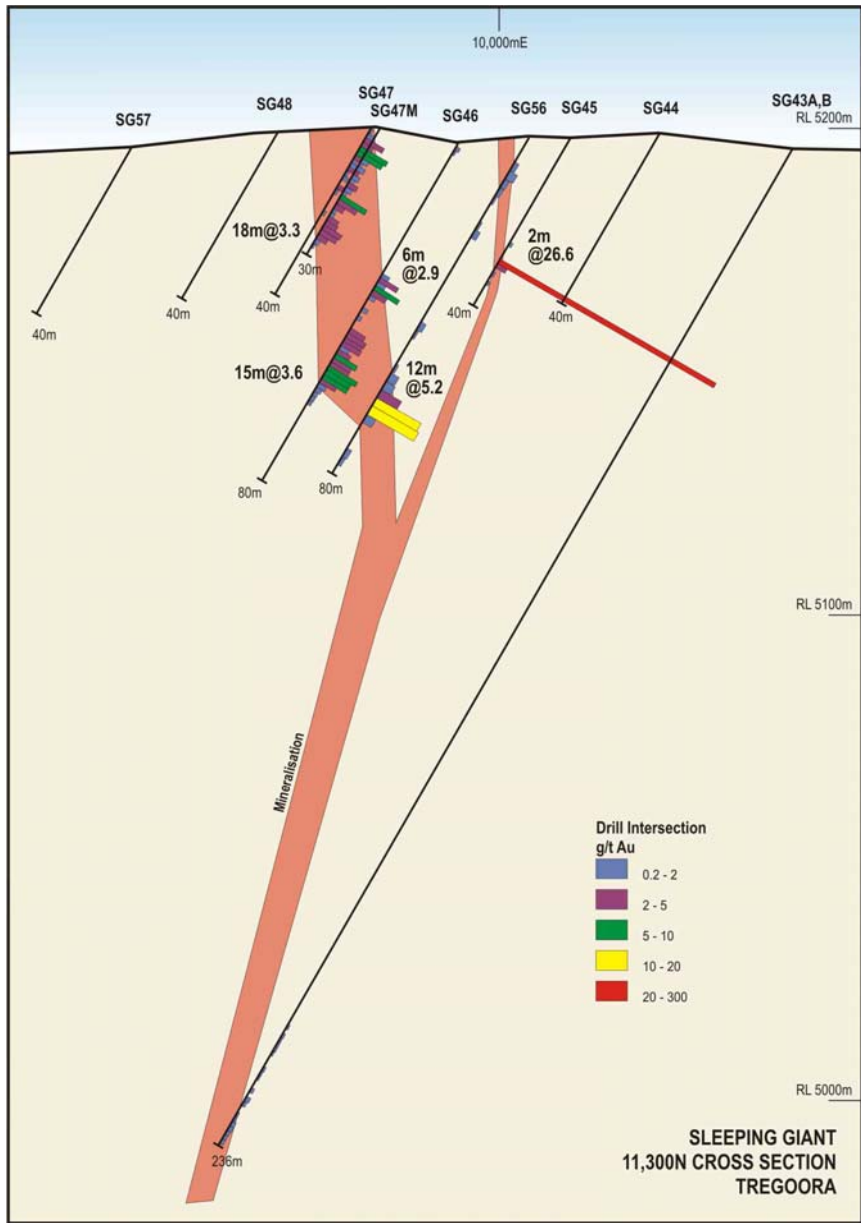 10,000mE
SG57
SG48
SG47
SG47M
SG46
SG56
SG45
SG44
SG43A,B
RL 5200m
18m@3.3
30m
6m
@2.9
2m
@26.6
40m
40m
40m
40m
40m
15m@3.6
12m
@5.2
80m
80m
RL 5100m
Mineralisation
Drill Intersection
g/t Au
0.2 - 2
2 - 5
5 - 10
10 - 20
20 - 300
RL 5000m
236m
SLEEPING GIANT
11,300N CROSS SECTION
TREGOORA